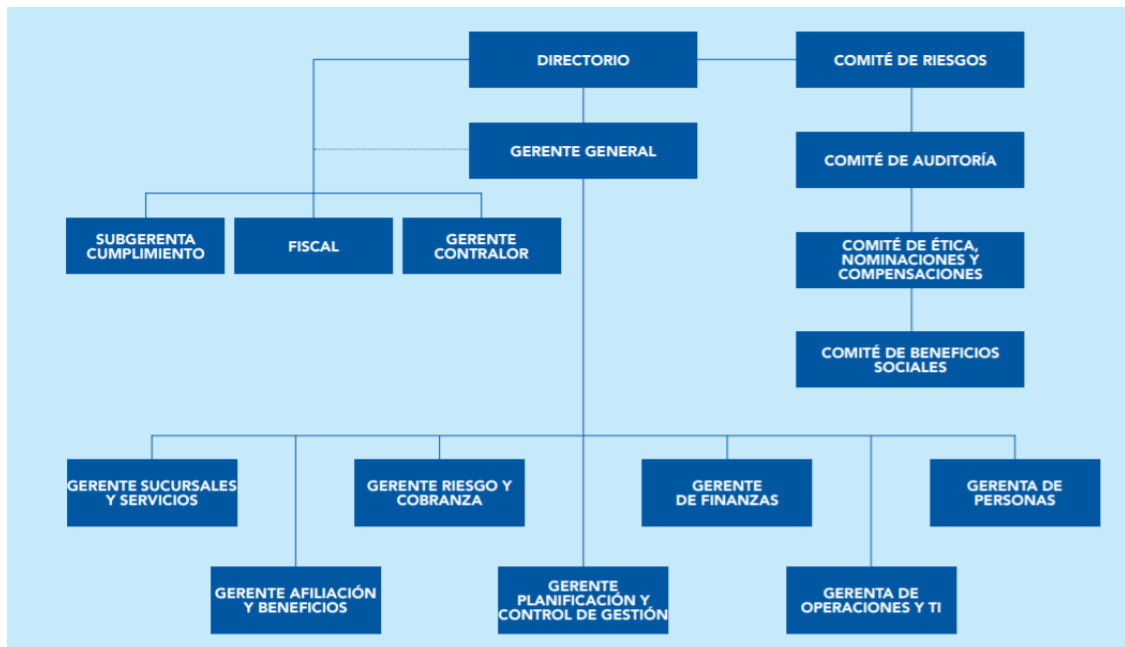 DIRECTORIO
COMITÉ DE RIESGOS
GERENTE GENERAL
COMITÉ DE AUDITORÍA
SUBGERENTA
CUMPLIMIENTO
FISCAL
GERENTE
CONTRALOR
COMITÉ DE ÉTICA,
NOMINACIONES Y
COMPENSACIONES
COMITÉ DE BENEFICIOS
SOCIALES
GERENTE SUCURSALES
Y SERVICIOS
GERENTE RIESGO Y
COBRANZA
GERENTE
DE FINANZAS
GERENTA DE
PERSONAS
GERENTE AFILIACIÓN
Y BENEFICIOS
GERENTE
PLANIFICACIÓN Y
CONTROL DE GESTIÓN
GERENTA DE
OPERACIONES Y TI